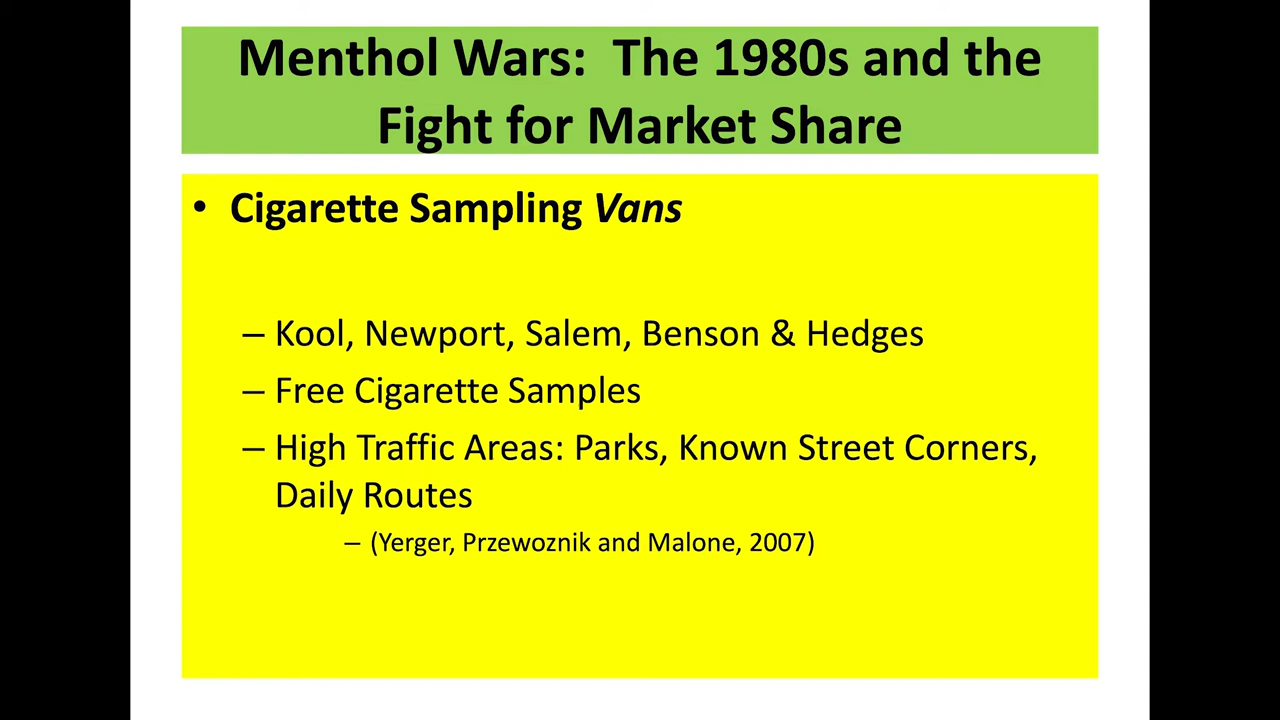 Menthol Wars:  The 1980s and the
Fight for Market Share
• Cigarette Sampling Vans
– Kool, Newport, Salem, Benson & Hedges
– Free Cigarette Samples
– High Traffic Areas: Parks, Known Street Corners,
Daily Routes
– (Yerger, Przewoznik and Malone, 2007)